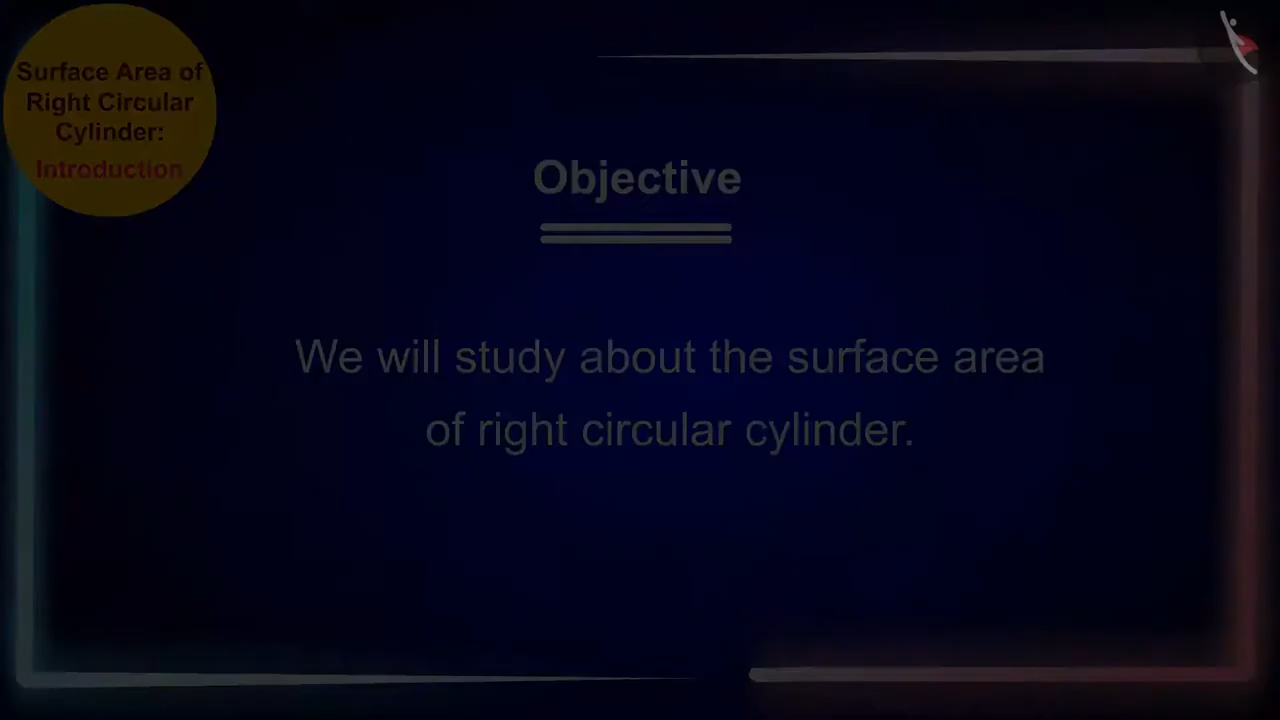 Surface Area of
Right Circular
Cylinder:
Introduction
Objective
We will study about the surface area
of right circular cylinder.